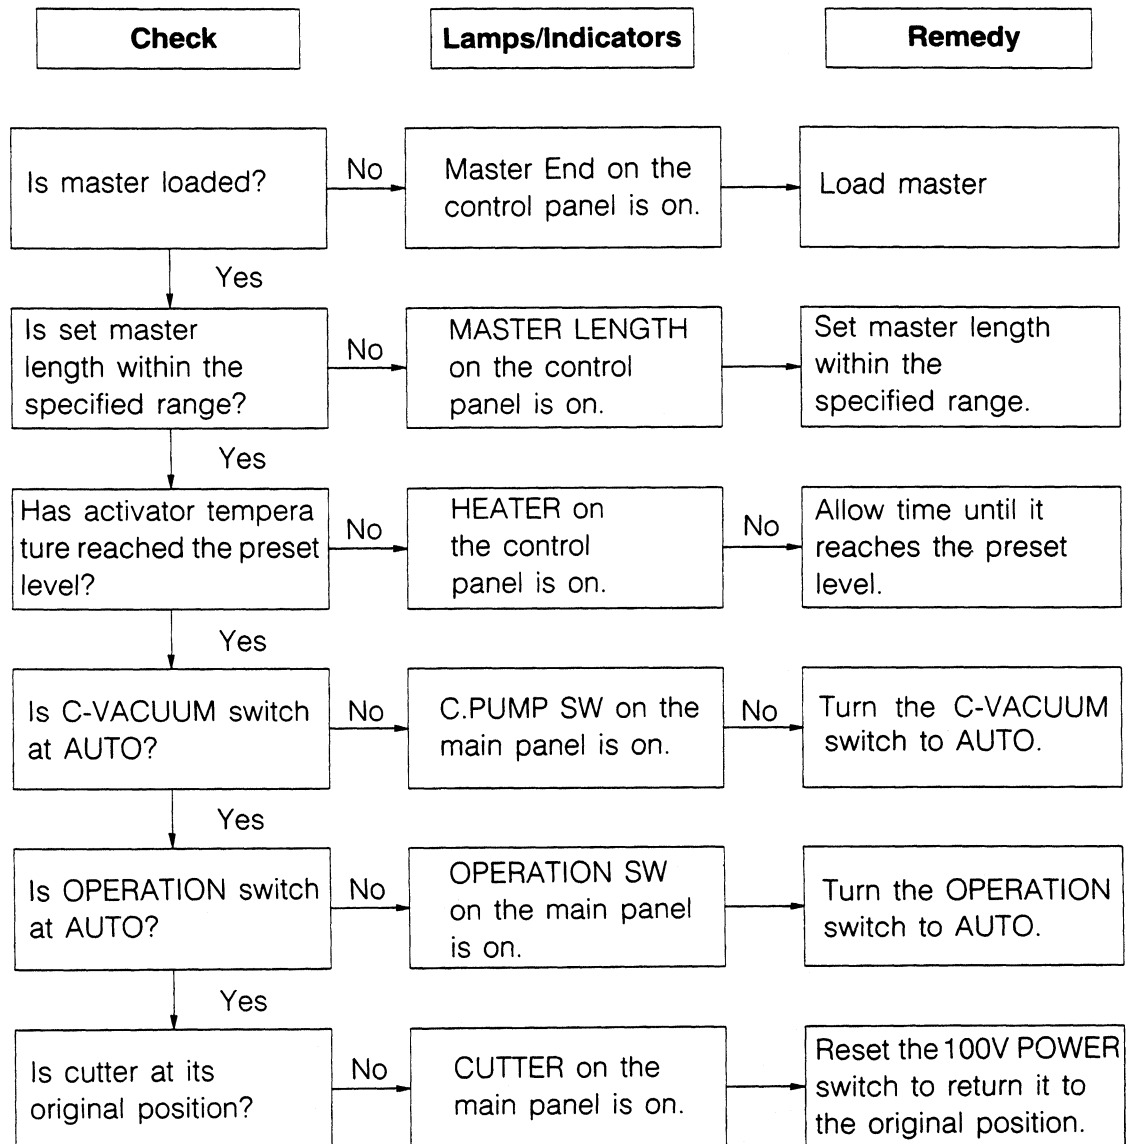 Check
Lamps/Indicators
Remedy
Is master loaded?
No
Master End on the
control panel is on.
Load master
Yes
Is set master
length within the
specified range?
No
MASTER LENGTH
on the control
panel is on.
Set master length
within the
specified range.
Yes
Has activator tempera
ture reached the preset
level?
No
HEATER on
the control
panel is on.
No
Allow time until it
reaches the preset
level.
Yes
Is C-VACUUM switch
at AUTO?
No
C.PUMP SW on the
main panel is on.
No
Turn the C-VACUUM
switch to AUTO.
Yes
Is OPERATION switch
at AUTO?
No
OPERATION SW
on the main panel
is on.
Turn the OPERATION
switch to AUTO.
Yes
Is cutter at its
original position?
No
CUTTER on the
main panel is on.
Reset the 100V POWER
switch to return it to
the original position.